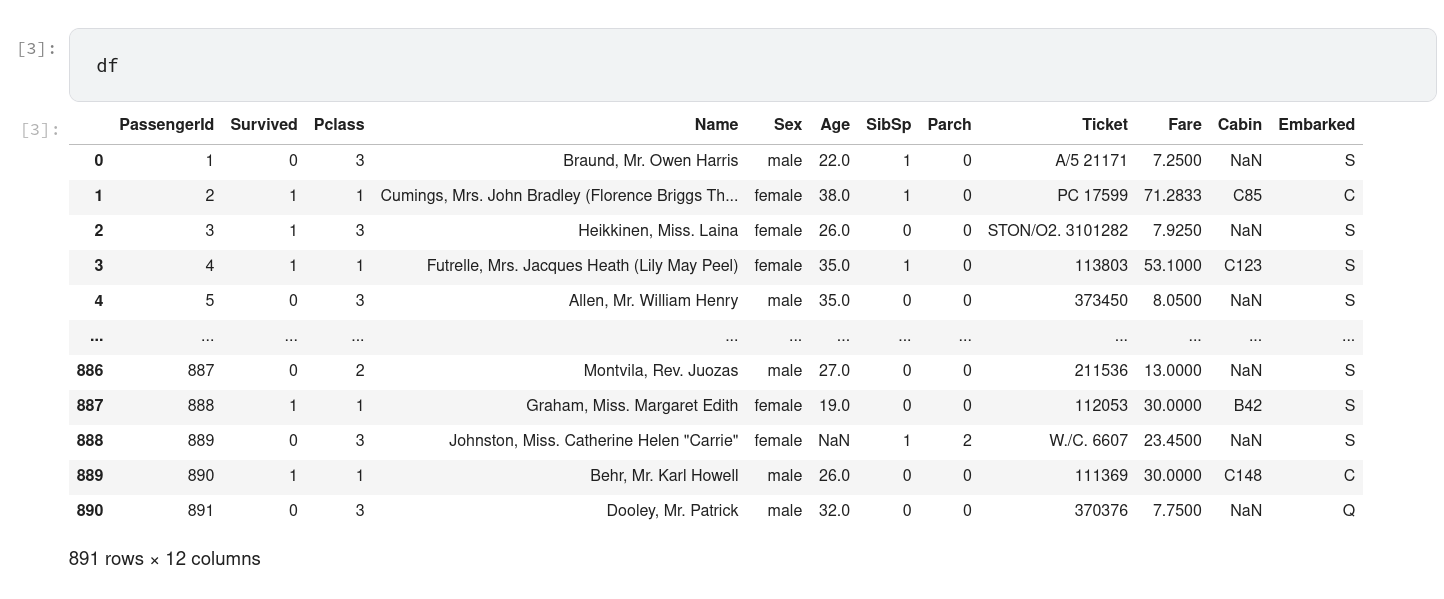 [3]: df
[3]: PassengerId Survived Pclass Name Sex Age SibSp Parch Ticket Fare Cabin Embarked
0 1 0 3 Braund, Mr. Owen Harris male 22.0 1 0 A/5 21171 7.2500 NaN S
1 2 1 1 Cumings, Mrs. John Bradley (Florence Briggs Th... female 38.0 1 0 PC 17599 71.2833 C85 C
2 3 1 3 Heikkinen, Miss. Laina female 26.0 0 0 STON/O2. 3101282 7.9250 NaN S
3 4 1 1 Futrelle, Mrs. Jacques Heath (Lily May Peel) female 35.0 1 0 113803 53.1000 C123 S
4 5 0 3 Allen, Mr. William Henry male 35.0 0 0 373450 8.0500 NaN S
... ... ... ... ... ... ... ... ... ... ... ... ...
886 887 0 2 Montvila, Rev. Juozas male 27.0 0 0 211536 13.0000 NaN S
887 888 1 1 Graham, Miss. Margaret Edith female 19.0 0 0 112053 30.0000 B42 S
888 889 0 3 Johnston, Miss. Catherine Helen "Carrie" female NaN 1 2 W./C. 6607 23.4500 NaN S
889 890 1 1 Behr, Mr. Karl Howell male 26.0 0 0 111369 30.0000 C148 C
890 891 0 3 Dooley, Mr. Patrick male 32.0 0 0 370376 7.7500 NaN Q
891 rows × 12 columns